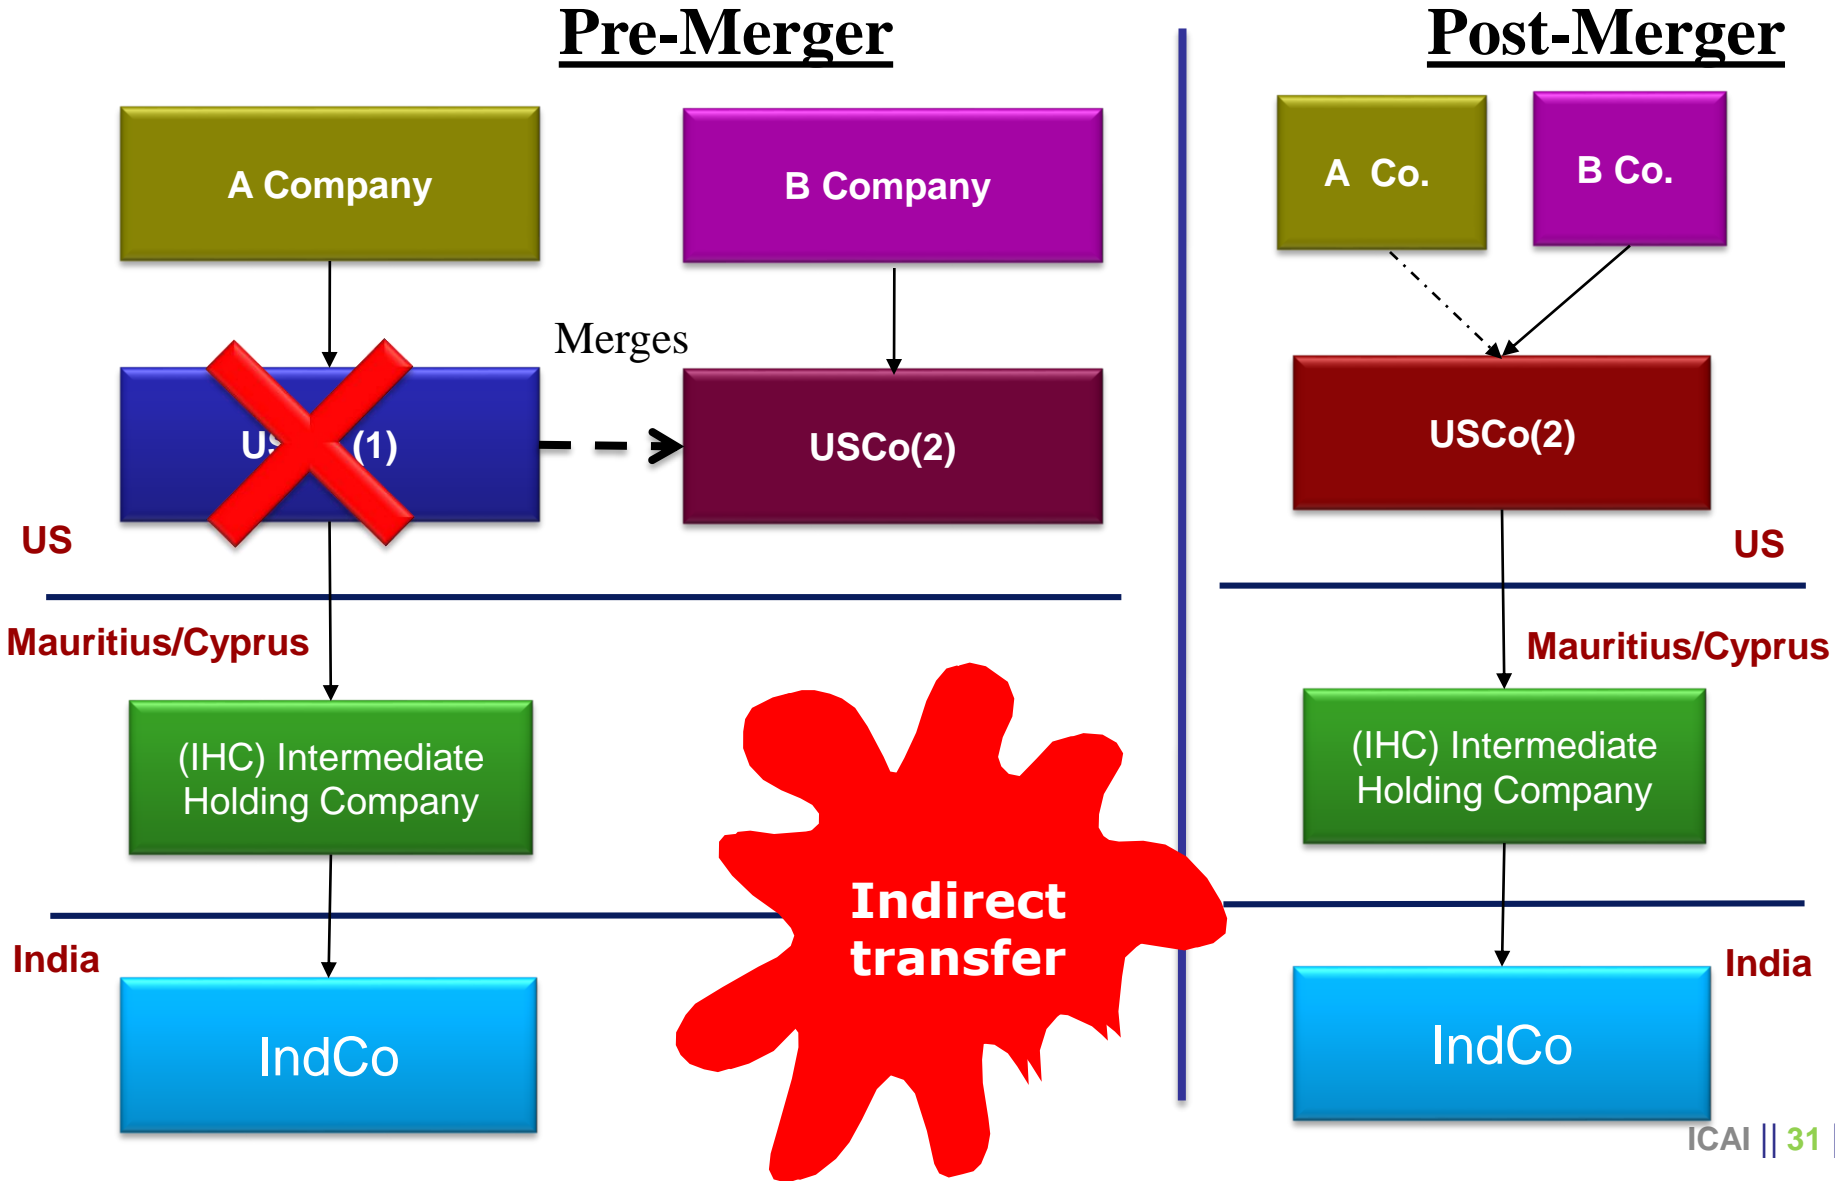 Pre-Merger
Post-Merger
A Company
B Company
A Co.
B Co.
Merges
(1)
USCo(2)
USCo(2)
US
US
Mauritius/Cyprus
Mauritius/Cyprus
(IHC) Intermediate
Holding Company
(IHC) Intermediate
Holding Company
Indirect
transfer
India
India
IndCo
IndCo
ICAI || 31 |